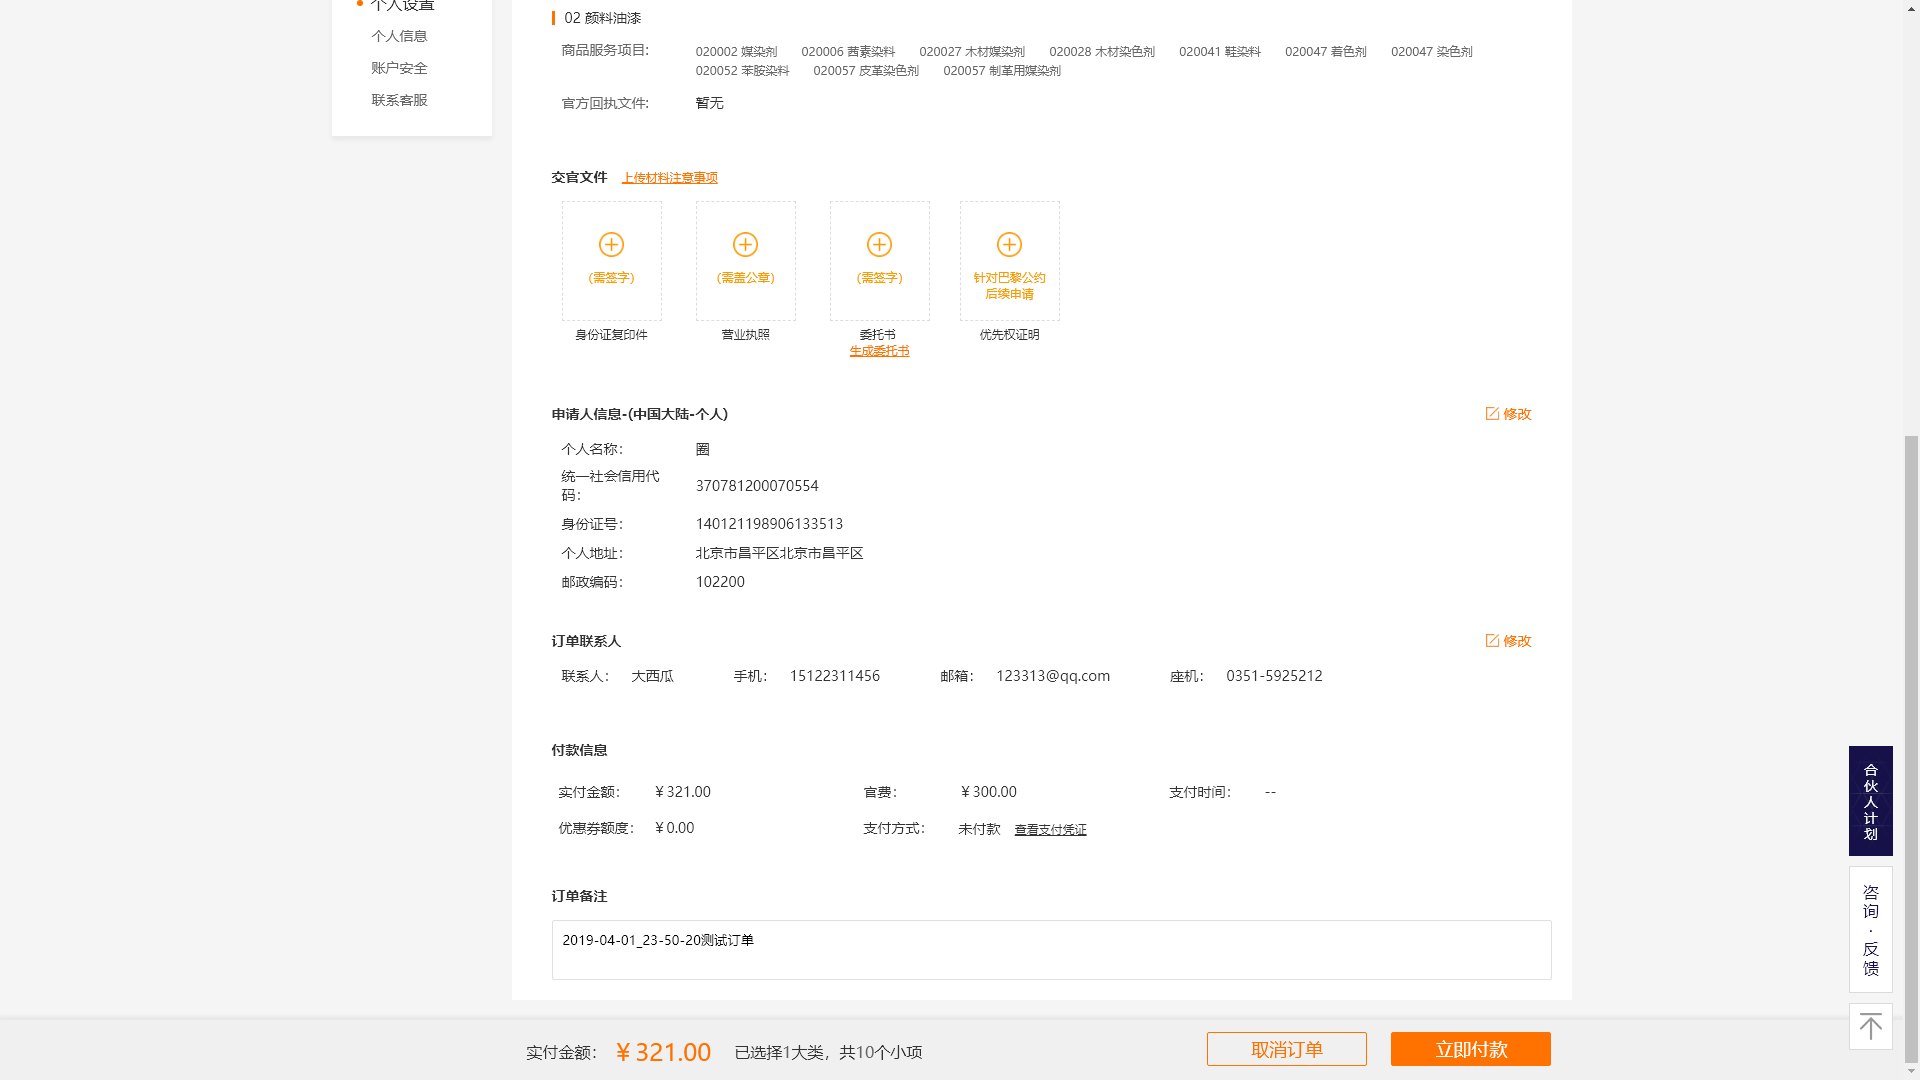 个人设置
个人信息
账户安全
联系客服
02 颜料油漆
商品服务项目: 020002 媒染剂 020006 茜素染料 020027 木材媒染剂 020028 木材染色剂 020041 鞋染料 020047 着色剂 020047 染色剂
020052 苯胺染料 020057 皮革染色剂 020057 制革用媒染剂
官方回执文件: 暂无
交官文件 上传材料注意事项
(需签字) (需盖公章) (需签字) 针对巴黎公约
后续申请
身份证复印件 营业执照 委托书 优先权证明
生成委托书
申请人信息-(中国大陆-个人) 修改
个人名称: 圈
统一社会信用代
码: 370781200070554
身份证号: 140121198906133513
个人地址: 北京市昌平区北京市昌平区
邮政编码: 102200
订单联系人 修改
联系人: 大西瓜 手机: 15122311456 邮箱: 123313@qq.com 座机: 0351-5925212
付款信息
实付金额: ￥321.00 官费: ￥300.00 支付时间: --
优惠券额度: ￥0.00 支付方式: 未付款 查看支付凭证
订单备注
2019-04-01_23-50-20测试订单
实付金额: ￥321.00 已选择1大类，共10个小项 取消订单 立即付款
合
伙
人
计
划
咨
询
·
反
馈